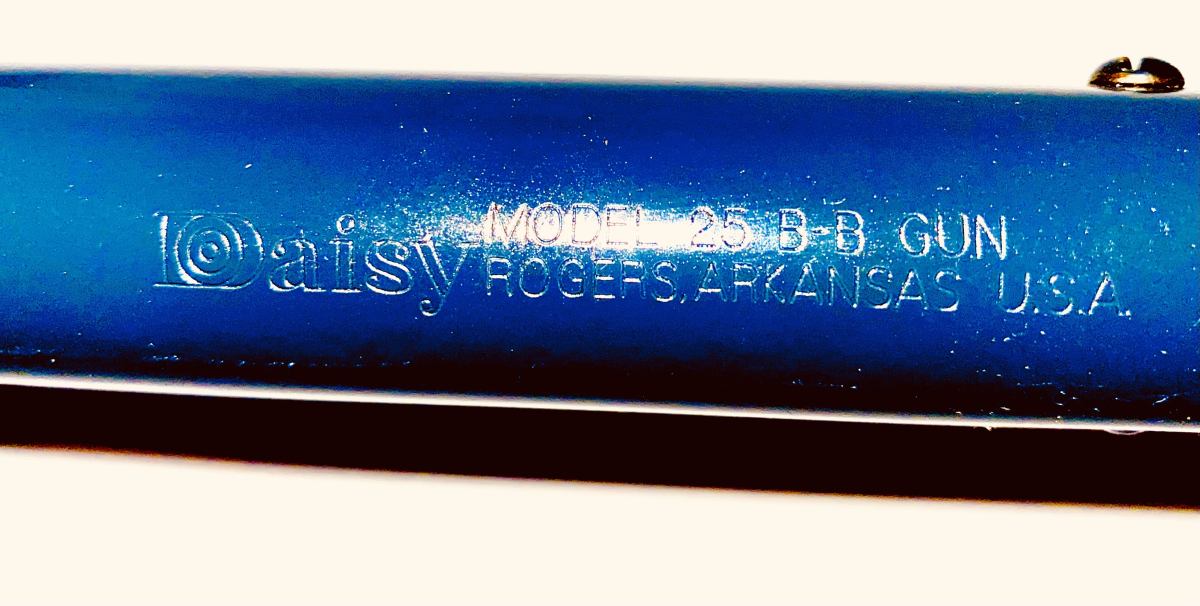 Daisy
MODEL 25 B-B GUN
ROGERS, ARKANSAS U.S.A.